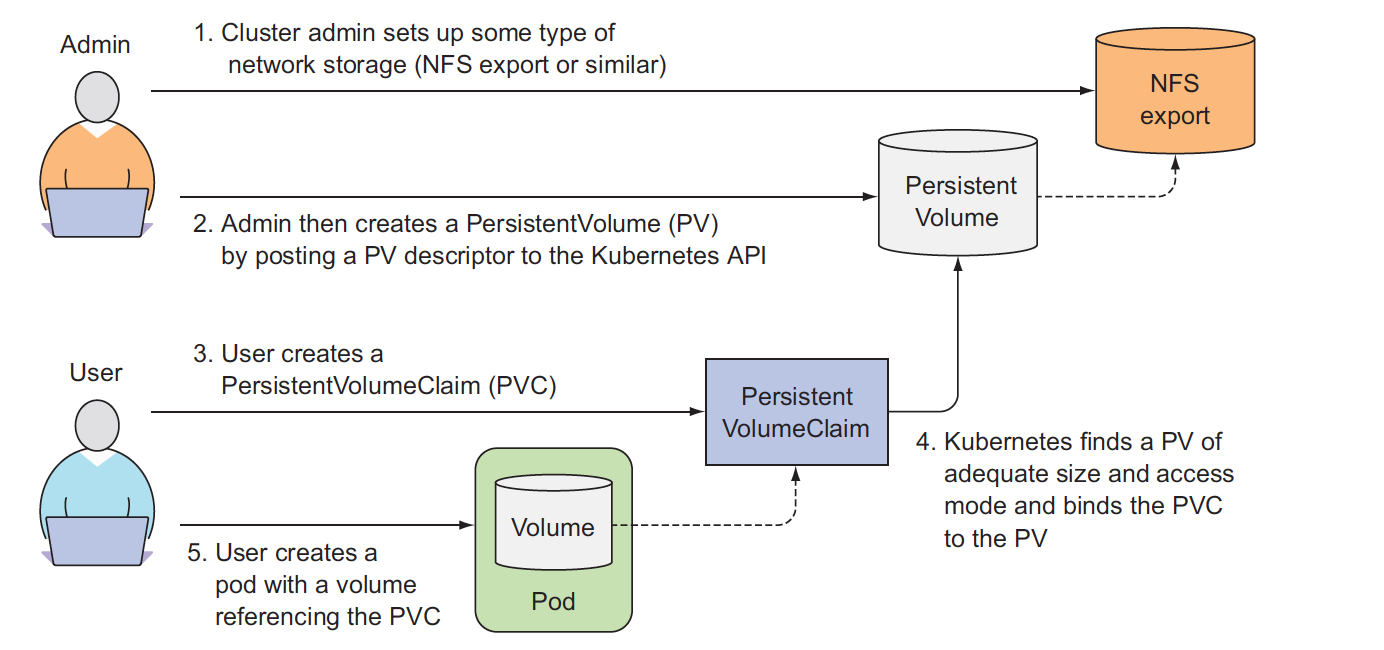 Admin
1. Cluster admin sets up some type of
network storage (NFS export or similar)
NFS
export
Persistent
Volume
2. Admin then creates a PersistentVolume (PV)
by posting a PV descriptor to the Kubernetes API
User
3. User creates a
PersistentVolumeClaim (PVC)
Persistent
VolumeClaim
4. Kubernetes finds a PV of
adequate size and access
mode and binds the PVC
to the PV
Volume
Pod
5. User creates a
pod with a volume
referencing the PVC